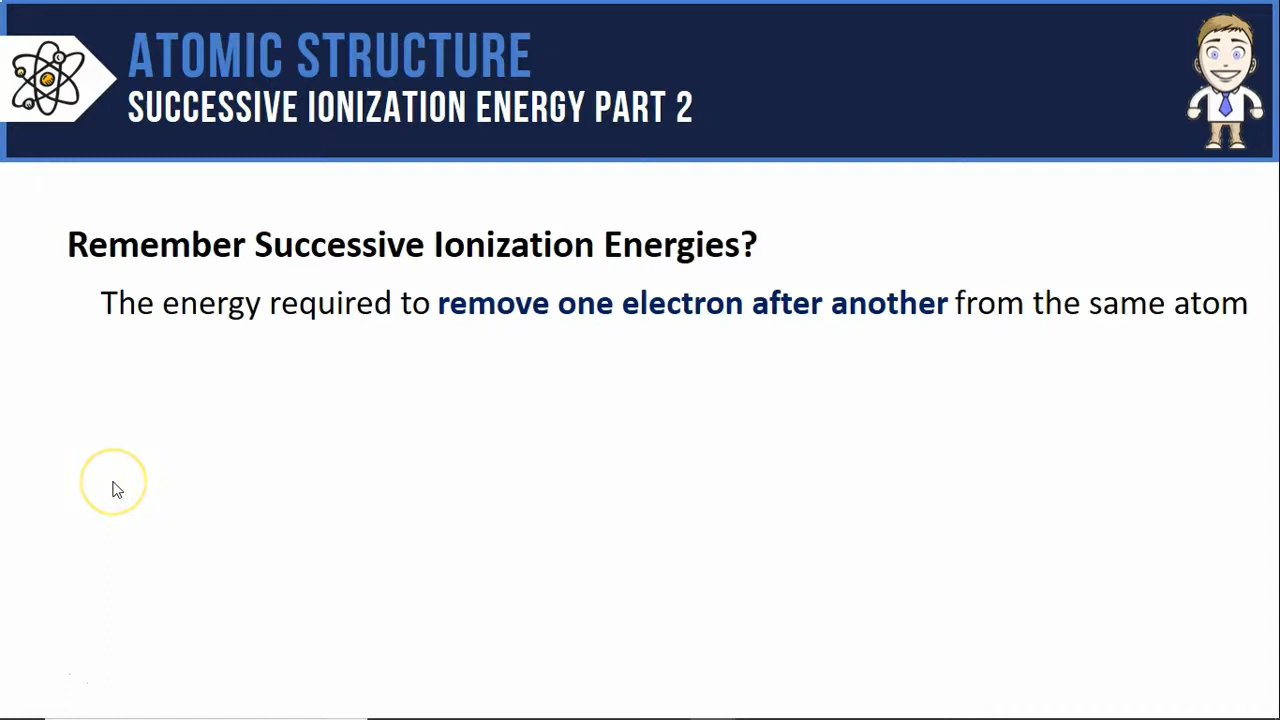 ATOMIC STRUCTURE
SUCCESSIVE IONIZATION ENERGY PART 2
Remember Successive Ionization Energies?
The energy required to remove one electron after another from the same atom